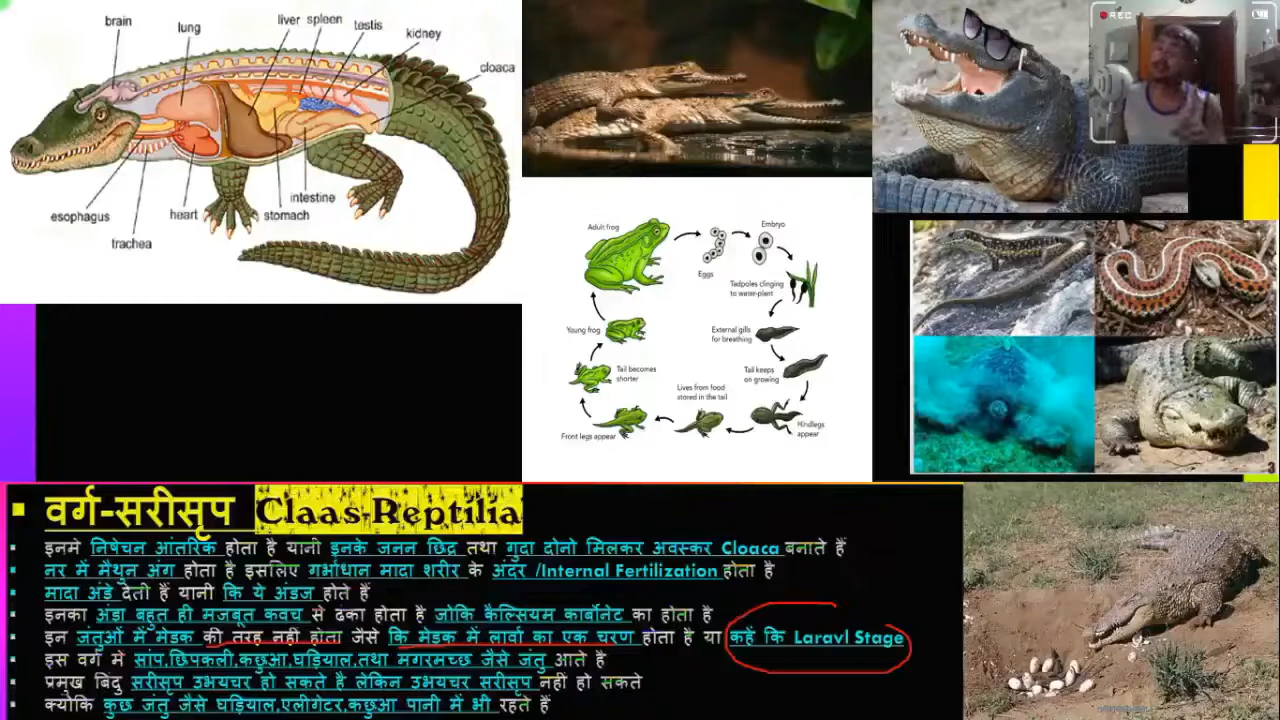 brain
lung
liver
spleen
testis
kidney
cloaca
esophagus
trachea
heart
stomach
intestine
REC
Adult frog
Eggs
Embryo
Tadpoles clinging
to water-plant
External gills
for breathing
Tail keeps
on growing
Hindlegs
appear
Lives from food
stored in the tail
Front legs appear
Tail becomes
shorter
Young frog
3
वर्ग-सरीसृप Claas-Reptilia
इनमे निषेचन आंतरिक होता है यानी इनके जनन छिद्र तथा गुदा दोनो मिलकर अवस्कर Cloaca बनाते हैं
नर में मैथुन अंग होता है इसलिए गर्भाधान मादा शरीर के अंदर /Internal Fertilization होता है
मादा अंडे देती हैं यानी कि ये अंडज होते हैं
इनका अंडा बहुत ही मजबूत कवच से ढंका होता है जोकि कैल्सियम कार्बोनेट का होता है
इन जंतुओं में मेंडक की तरह नही होता जैसे कि मेंडक में लार्वा का एक चरण होता है या कहें कि Laravl Stage
इस वर्ग में सांप,छिपकली,कछुआ,घड़ियाल,तथा मगरमच्छ जैसे जंतु आते है
प्रमुख बिंदु सरीसृप उभयचर हो सकते है लेकिन उभयचर सरीसृप नही हो सकते
क्योकि कुछ जंतु जैसे घड़ियाल,एलीगेटर,कछुआ पानी में भी रहते हैं